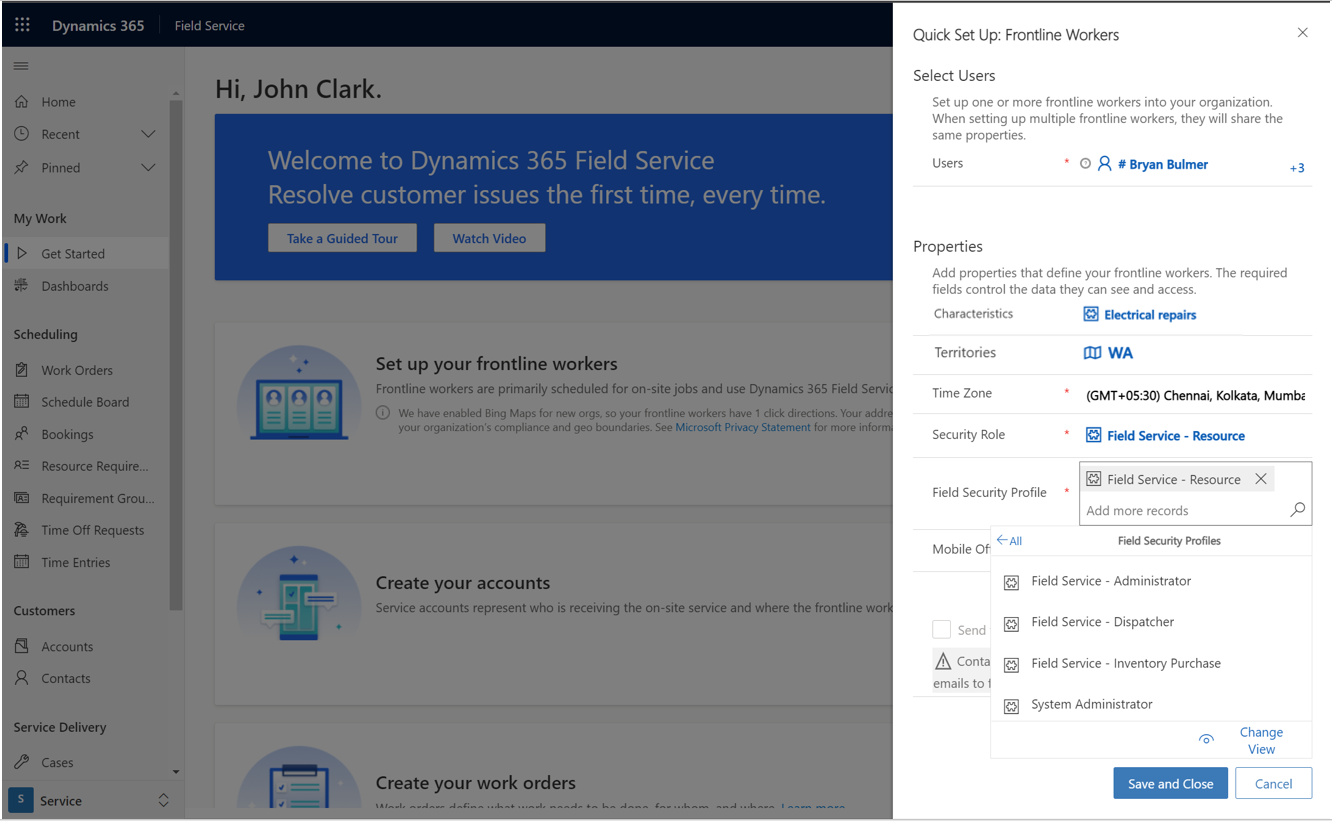 Dynamics 365
Field Service
Home
Recent
Pinned
My Work
Get Started
Dashboards
Scheduling
Work Orders
Schedule Board
Bookings
Resource Require...
Requirement Grou...
Time Off Requests
Time Entries
Customers
Accounts
Contacts
Service Delivery
Cases
S
Service
Hi, John Clark.
Welcome to Dynamics 365 Field Service
Resolve customer issues the first time, every time.
Take a Guided Tour
Watch Video
Set up your frontline workers
Frontline workers are primarily scheduled for on-site jobs and use Dynamics 365 Field Servic
We have enabled Bing Maps for new orgs, so your frontline workers have 1 click directions. Your addre
your organization's compliance and geo boundaries. See Microsoft Privacy Statement for more informa
Create your accounts
Service accounts represent who is receiving the on-site service and where the frontline work
Create your work orders
Work orders define what work needs to be done, for whom, and where. Learn more
Quick Set Up: Frontline Workers
Select Users
Set up one or more frontline workers into your organization.
When setting up multiple frontline workers, they will share the
same properties.
Users * # Bryan Bulmer +3
Properties
Add properties that define your frontline workers. The required
fields control the data they can see and access.
Characteristics Electrical repairs
Territories WA
Time Zone * (GMT+05:30) Chennai, Kolkata, Mumba
Security Role * Field Service - Resource
Field Security Profile * Field Service - Resource
Add more records
All
Field Security Profiles
Field Service - Administrator
Field Service - Dispatcher
Field Service - Inventory Purchase
System Administrator
Change
View
Mobile Of
Send
Conta
emails to f
Save and Close
Cancel